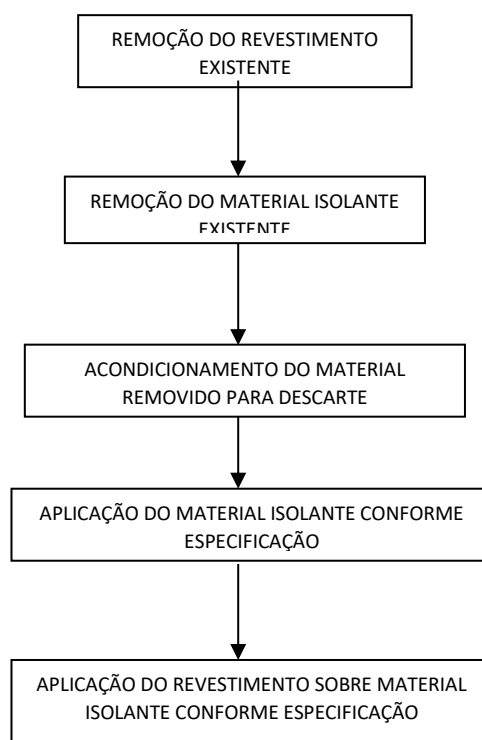 REMOÇÃO DO REVESTIMENTO
EXISTENTE
REMOÇÃO DO MATERIAL ISOLANTE
EXISTENTE
ACONDICIONAMENTO DO MATERIAL
REMOVIDO PARA DESCARTE
APLICAÇÃO DO MATERIAL ISOLANTE CONFORME
ESPECIFICAÇÃO
APLICAÇÃO DO REVESTIMENTO SOBRE MATERIAL
ISOLANTE CONFORME ESPECIFICAÇÃO